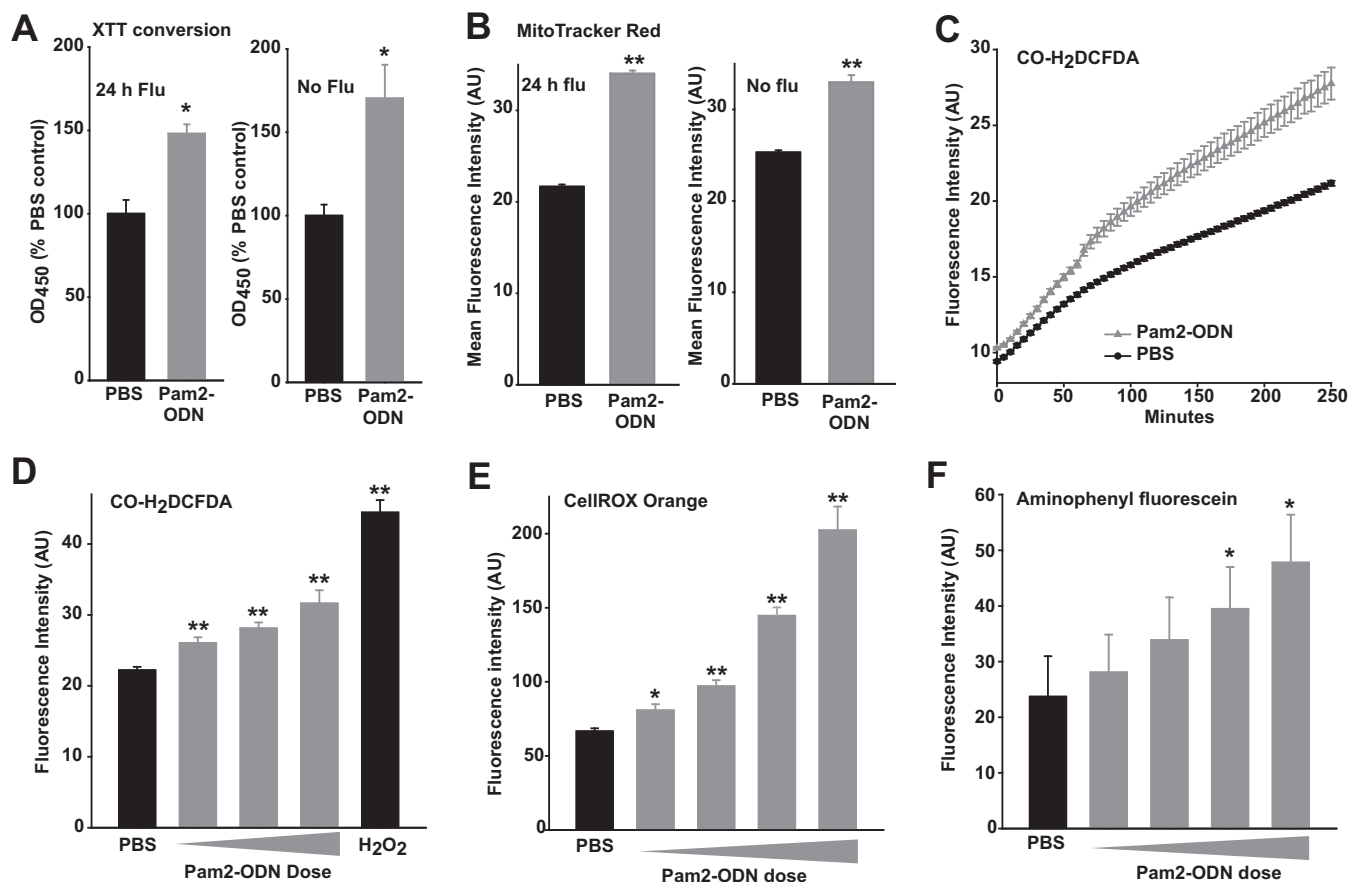 A
XTT conversion
200
150
100
50
0
OD450 (% PBS control)
24 h Flu
*
PBS
Pam2-
ODN
200
150
100
50
0
OD450 (% PBS control)
No Flu
*
PBS
Pam2-
ODN
B
MitoTracker Red
30
20
10
0
Mean Fluorescence Intensity (AU)
24 h flu
**
PBS
Pam2-
ODN
30
20
10
0
Mean Fluorescence Intensity (AU)
No flu
**
PBS
Pam2-
ODN
C
CO-H2DCFDA
30
25
20
15
10
Fluorescence Intensity (AU)
Pam2-ODN
PBS
0 50 100 150 200 250
Minutes
D
CO-H2DCFDA
40
30
20
10
0
Fluorescence Intensity (AU)
** ** ** **
PBS H2O2
Pam2-ODN Dose
E
CellROX Orange
200
150
100
50
0
Fluorescence intensity (AU)
* ** ** **
PBS
Pam2-ODN dose
F
Aminophenyl fluorescein
60
50
40
30
20
10
0
Fluorescence Intensity (AU)
* *
PBS
Pam2-ODN dose